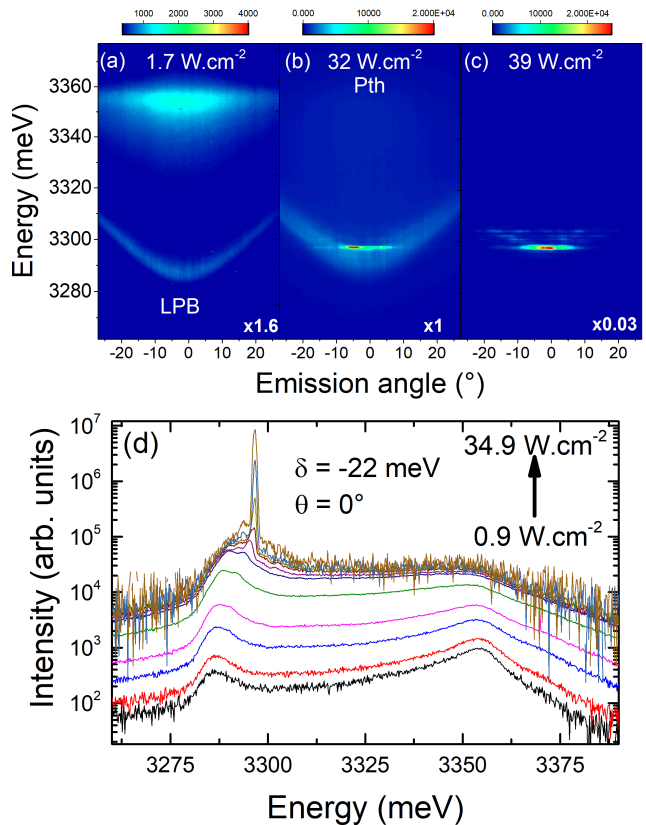 1000 2000 3000 4000
0.000 10000 2.000E+04
0.000 10000 2.000E+04
(a) 1.7 W.cm-2
(b) 32 W.cm-2
Pth
(c) 39 W.cm-2
3360
3340
3320
3300
3280
Energy (meV)
LPB
x1.6
x1
x0.03
-20 -10 0 10 20
-20 -10 0 10 20
-20 -10 0 10 20
Emission angle (°)
(d)
δ = -22 meV
θ = 0°
34.9 W.cm-2
0.9 W.cm-2
10⁷
10⁶
10⁵
10⁴
10³
10²
Intensity (arb. units)
3275 3300 3325 3350 3375
Energy (meV)